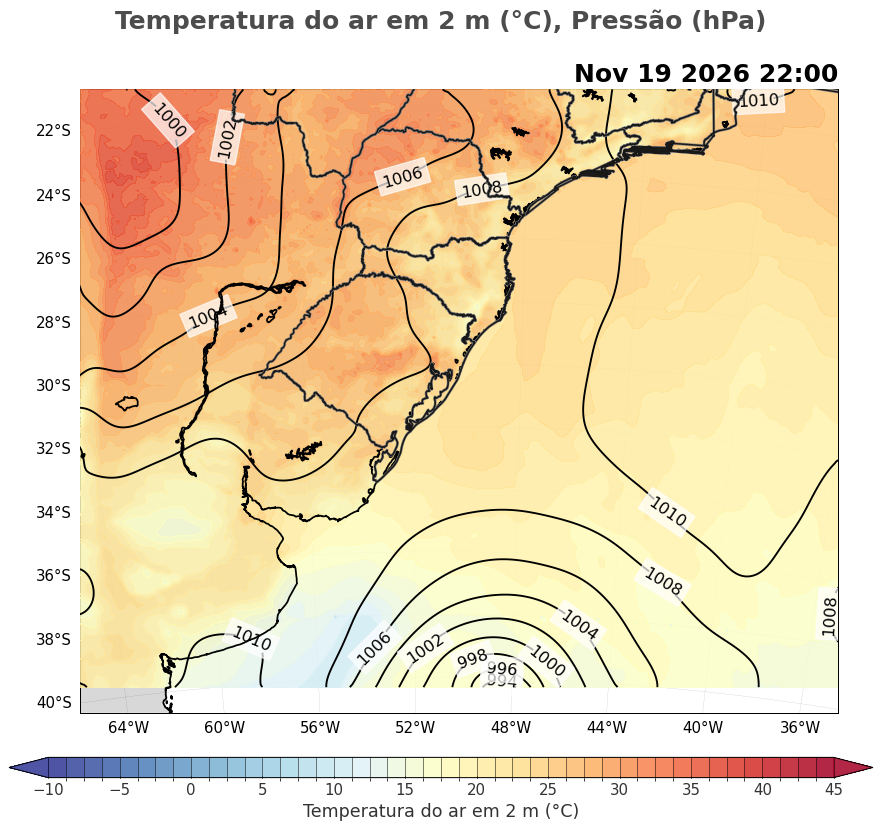 Temperatura do ar em 2 m (°C), Pressão (hPa)
Nov 19 2026 22:00
1000
1002
1010
22°S
1006
1008
24°S
26°S
1004
28°S
30°S
32°S
34°S
1010
36°S
1008
1008
38°S
1010
1006
1002
1004
998
996
1000
994
40°S
64°W 60°W 56°W 52°W 48°W 44°W 40°W 36°W
−10 −5 0 5 10 15 20 25 30 35 40 45
Temperatura do ar em 2 m (°C)